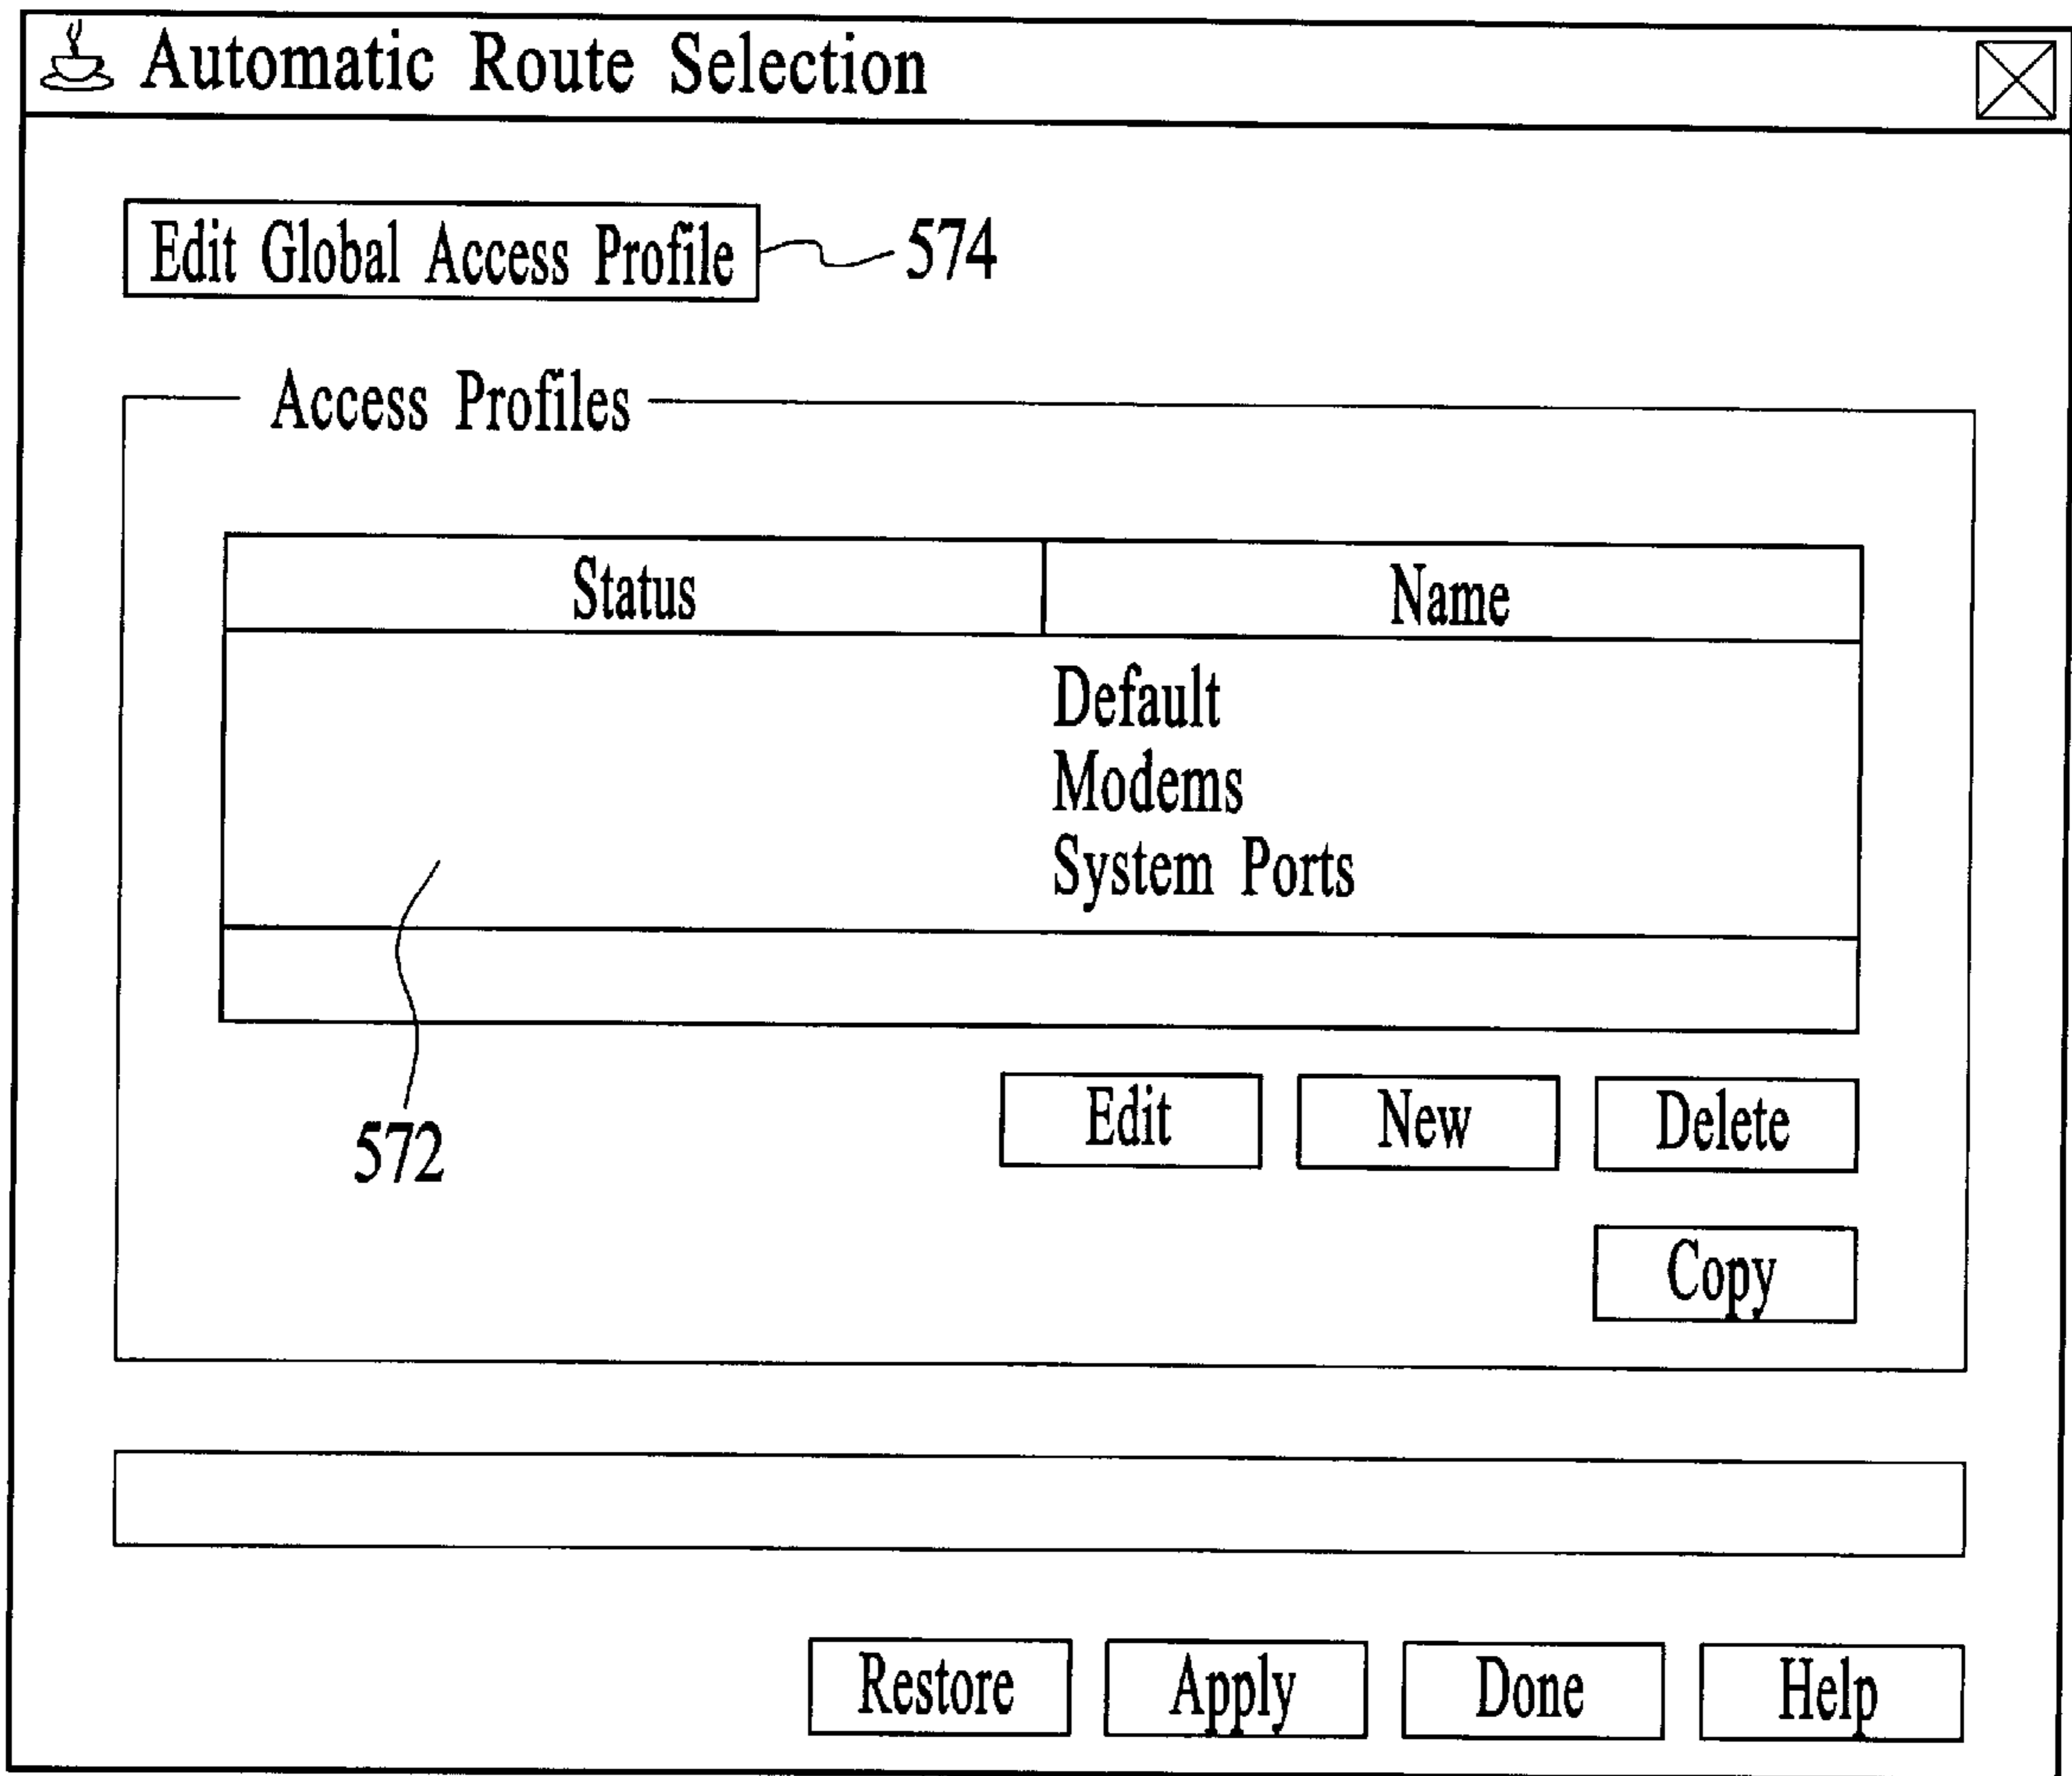 Automatic Route Selection
Edit Global Access Profile
574
Access Profiles
Status Name
Default
Modems
System Ports
572
Edit New Delete
Copy
Restore Apply Done Help